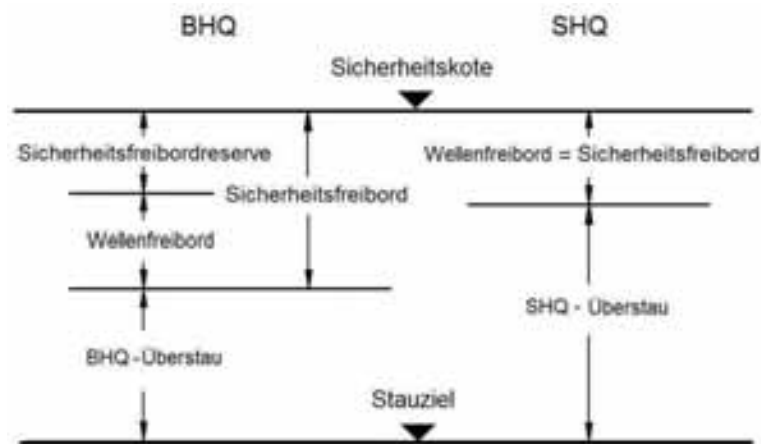 BHQ
SHQ
Sicherheitskote
Sicherheitsfreibordreserve
Wellenfreibord = Sicherheitsfreibord
Sicherheitsfreibord
Wellenfreibord
SHQ - Überstau
BHQ -Überstau
Stauziel